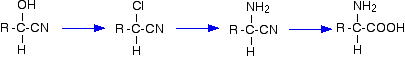 OH
R-C-CN
H
Cl
R-C-CN
H
NH2
R-C-CN
H
NH2
R-C-COOH
H